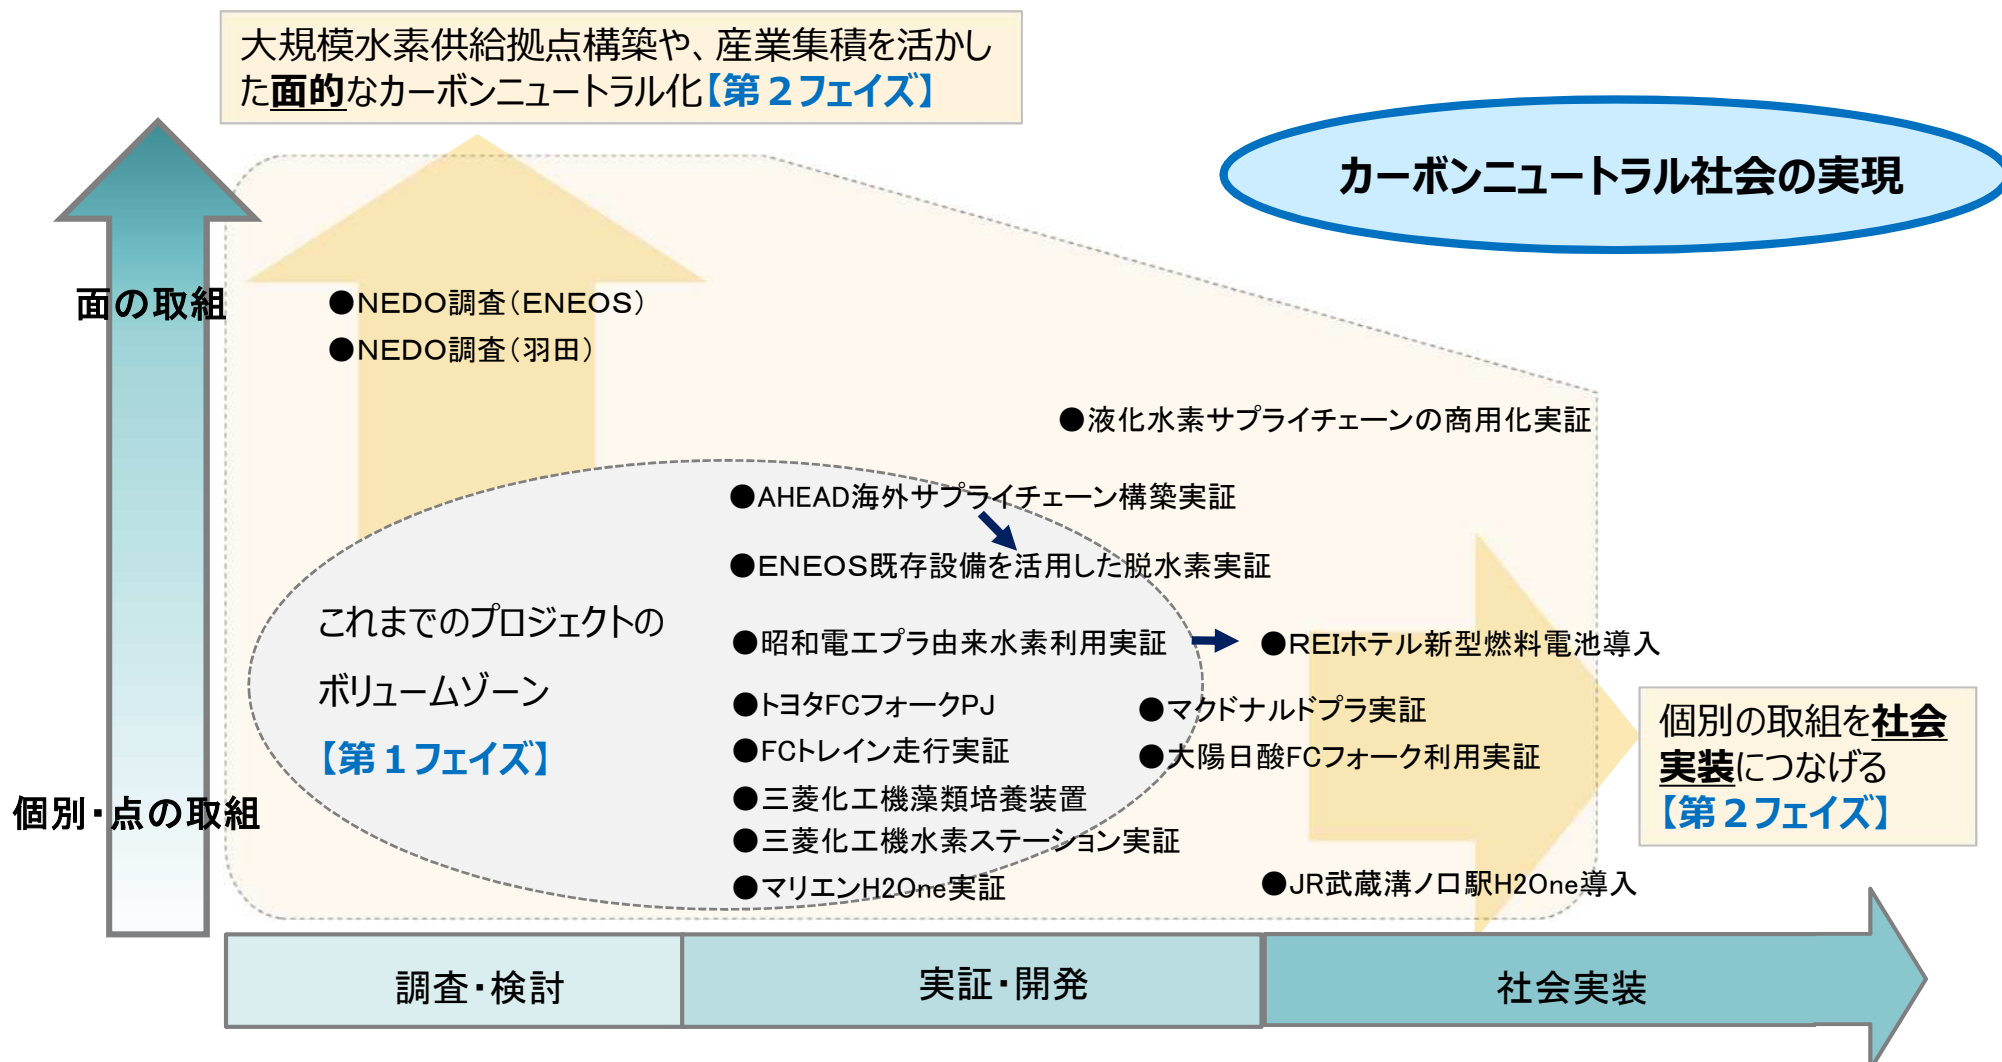 大規模水素供給拠点構築や、産業集積を活かし
た面的なカーボンニュートラル化【第２フェイズ】
カーボンニュートラル社会の実現
面の取組
●NEDO調査（ENEOS）
●NEDO調査（羽田）
●液化水素サプライチェーンの商用化実証
●AHEAD海外サプライチェーン構築実証
●ENEOS既存設備を活用した脱水素実証
これまでのプロジェクトの
ボリュームゾーン
【第１フェイズ】
●昭和電工プラ由来水素利用実証
●REIホテル新型燃料電池導入
●トヨタFCフォークPJ
●マクドナルドプラ実証
●FCトレイン走行実証
●大陽日酸FCフォーク利用実証
●三菱化工機藻類培養装置
●三菱化工機水素ステーション実証
●マリエンH2One実証
●JR武蔵溝ノ口駅H2One導入
個別の取組を社会
実装につなげる
【第２フェイズ】
個別・点の取組
調査・検討
実証・開発
社会実装